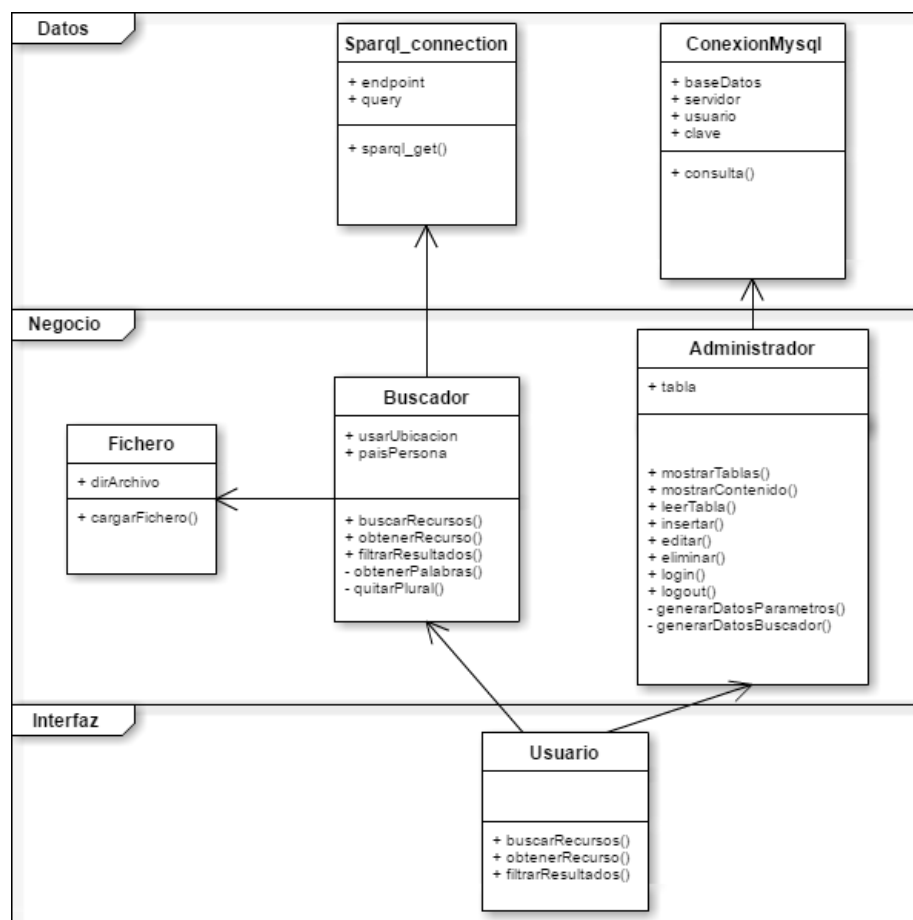 Datos
Sparql_connection
+ endpoint
+ query
+ sparql_get()
ConexionMysql
+ baseDatos
+ servidor
+ usuario
+ clave
+ consulta()
Negocio
Fichero
+ dirArchivo
+ cargarFichero()
Buscador
+ usarUbicacion
+ paisPersona
+ buscarRecursos()
+ obtenerRecurso()
+ filtrarResultados()
- obtenerPalabras()
- quitarPlural()
Administrador
+ tabla
+ mostrarTablas()
+ mostrarContenido()
+ leerTabla()
+ insertar()
+ editar()
+ eliminar()
+ login()
+ logout()
- generarDatosParametros()
- generarDatosBuscador()
Interfaz
Usuario
+ buscarRecursos()
+ obtenerRecurso()
+ filtrarResultados()